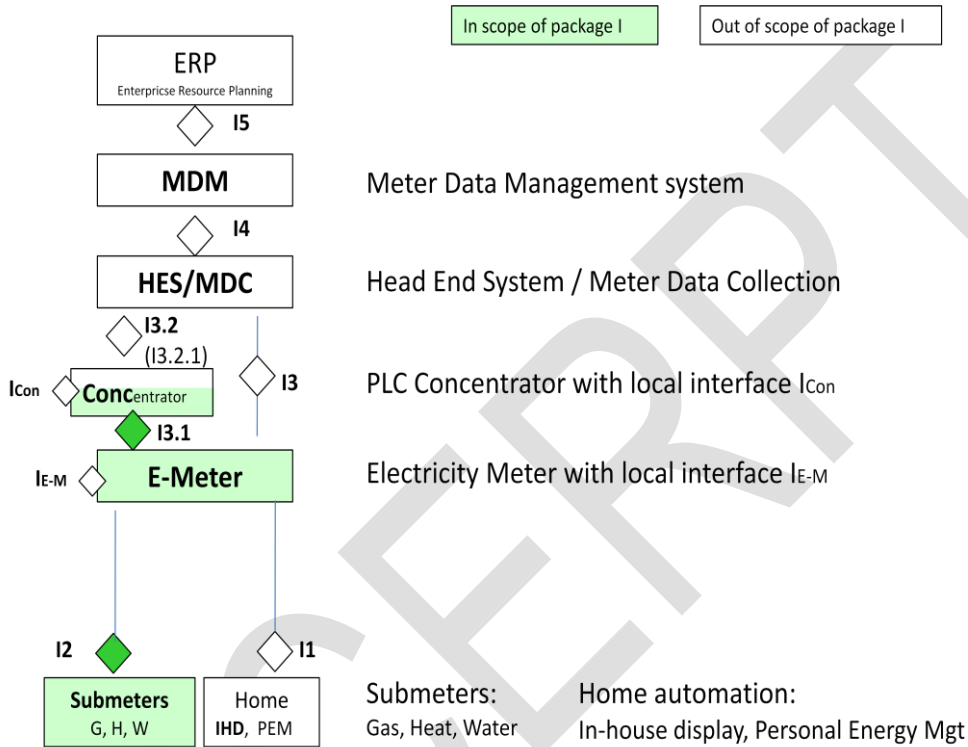 In scope of package I
Out of scope of package I
ERP
Enterpricse Resource Planning
I5
MDM
Meter Data Management system
I4
HES/MDC
Head End System / Meter Data Collection
I3.2
(I3.2.1)
I3
ICon
Concentrator
PLC Concentrator with local interface ICon
I3.1
IE-M
E-Meter
Electricity Meter with local interface IE-M
I2
I1
Submeters
G, H, W
Home
IHD, PEM
Submeters:
Gas, Heat, Water
Home automation:
In-house display, Personal Energy Mgt